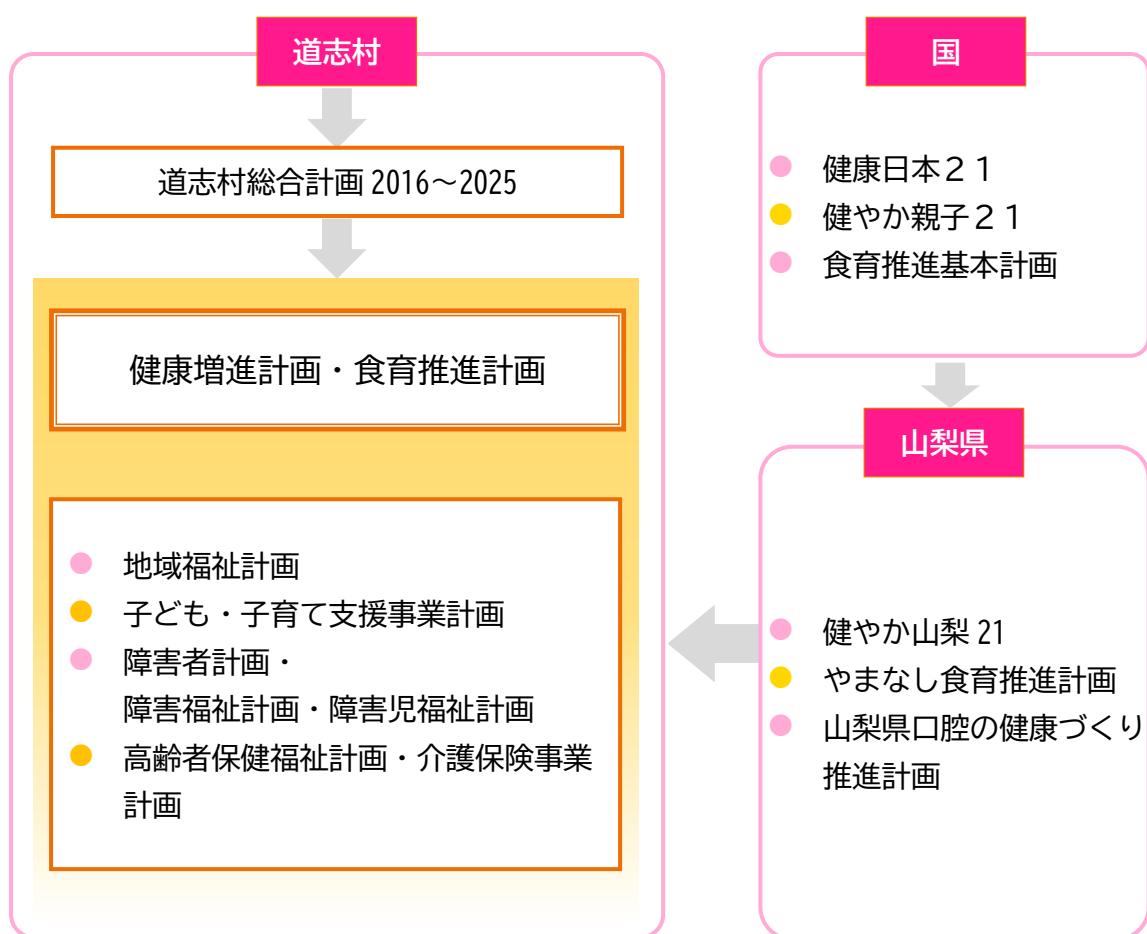 道志村
道志村総合計画 2016～2025
健康増進計画・食育推進計画
地域福祉計画
子ども・子育て支援事業計画
障害者計画・
障害福祉計画・障害児福祉計画
高齢者保健福祉計画・介護保険事業
計画
国
健康日本２１
健やか親子２１
食育推進基本計画
山梨県
健やか山梨 21
やまなし食育推進計画
山梨県口腔の健康づくり
推進計画